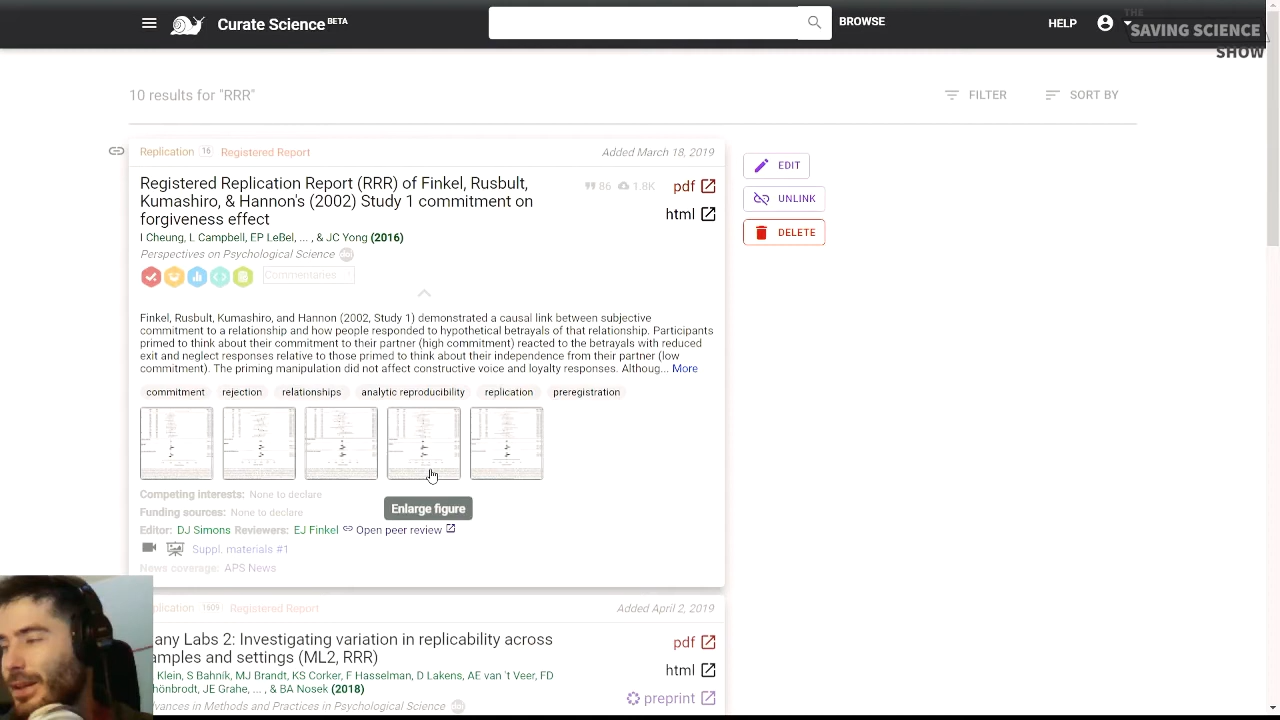 Curate Science BETA
BROWSE
HELP
THE
SAVING SCIENCE
SHOW
10 results for "RRR"
FILTER
SORT BY
Replication 16 Registered Report
Added March 18, 2019
Registered Replication Report (RRR) of Finkel, Rusbult,
Kumashiro, & Hannon's (2002) Study 1 commitment on
forgiveness effect
86 1.8K
pdf
html
I Cheung, L Campbell, EP LeBel, ... , & JC Yong (2016)
Perspectives on Psychological Science doi
Commentaries
EDIT
UNLINK
DELETE
Finkel, Rusbult, Kumashiro, and Hannon (2002, Study 1) demonstrated a causal link between subjective
commitment to a relationship and how people responded to hypothetical betrayals of that relationship. Participants
primed to think about their commitment to their partner (high commitment) reacted to the betrayals with reduced
exit and neglect responses relative to those primed to think about their independence from their partner (low
commitment). The priming manipulation did not affect constructive voice and loyalty responses. Althoug... More
commitment rejection relationships analytic reproducibility replication preregistration
Enlarge figure
Competing interests: None to declare
Funding sources: None to declare
Editor: DJ Simons Reviewers: EJ Finkel Open peer review
Suppl. materials #1
News coverage: APS News
plication 1609 Registered Report
Added April 2, 2019
any Labs 2: Investigating variation in replicability across
amples and settings (ML2, RRR)
pdf
html
preprint
Klein, S Bahník, MJ Brandt, KS Corker, F Hasselman, D Lakens, AE van 't Veer, FD
hönbrodt, JE Grahe, ... , & BA Nosek (2018)
dvances in Methods and Practices in Psychological Science doi